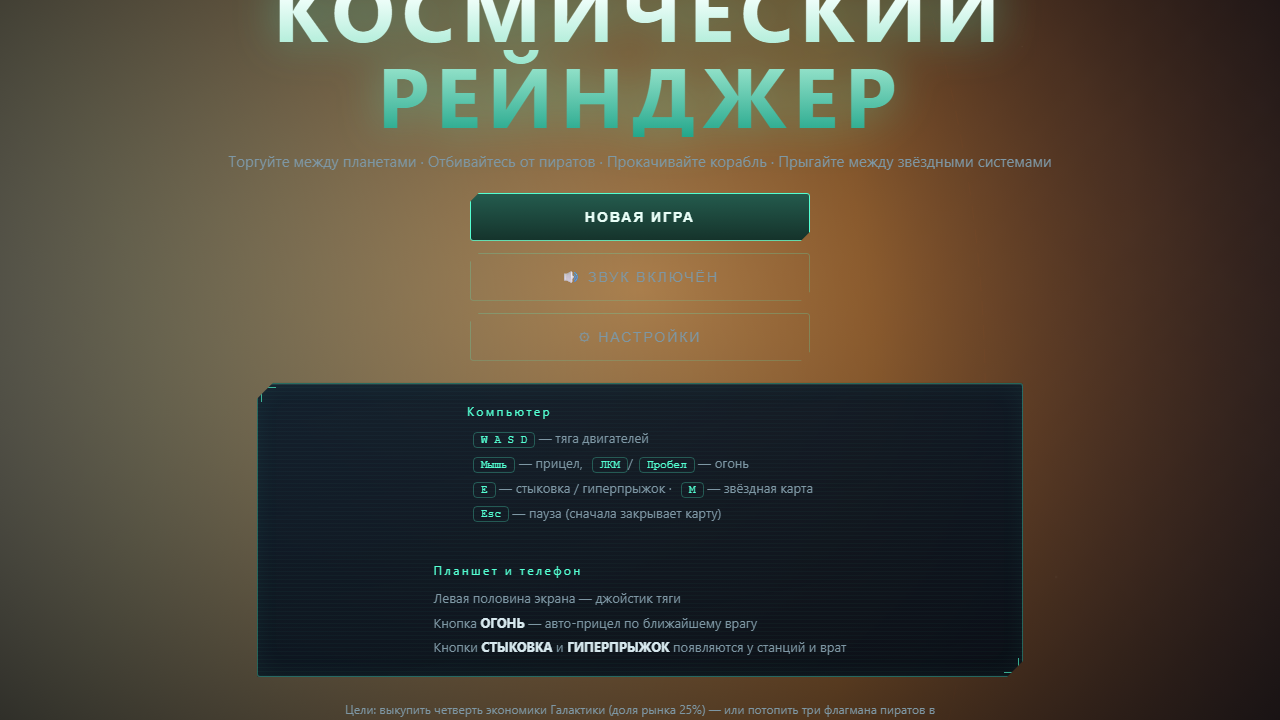 КОСМИЧЕСКИЙ
РЕЙНДЖЕР
Торгуйте между планетами · Отбивайтесь от пиратов · Прокачивайте корабль · Прыгайте между звёздными системами
НОВАЯ ИГРА
ЗВУК ВКЛЮЧЁН
⚙ НАСТРОЙКИ
Компьютер
W A S D — тяга двигателей
Мышь — прицел, ЛКМ / Пробел — огонь
E — стыковка / гиперпрыжок · M — звёздная карта
Esc — пауза (сначала закрывает карту)
Планшет и телефон
Левая половина экрана — джойстик тяги
Кнопка ОГОНЬ — авто-прицел по ближайшему врагу
Кнопки СТЫКОВКА и ГИПЕРПРЫЖОК появляются у станций и врат
Цели: выкупить четверть экономики Галактики (доля рынка 25%) — или потопить три флагмана пиратов в